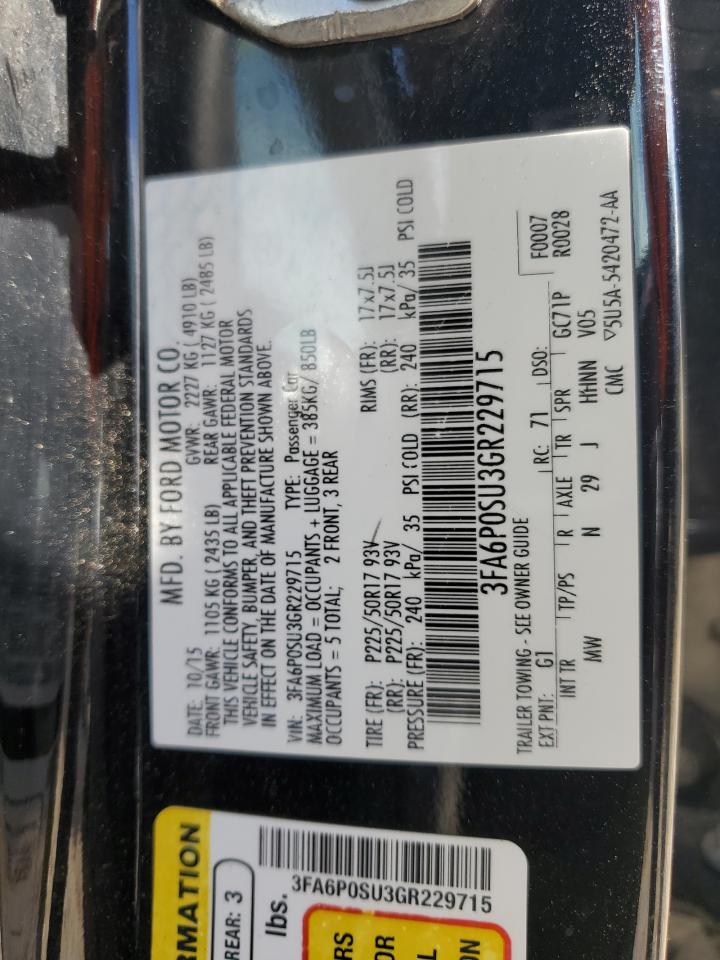 MFD. BY FORD MOTOR CO.
DATE: 10/15 GVWR: 2227 KG ( 4910 LB)
FRONT GAWR: 1105 KG ( 2435 LB) REAR GAWR: 1127 KG ( 2485 LB)
THIS VEHICLE CONFORMS TO ALL APPLICABLE FEDERAL MOTOR
VEHICLE SAFETY, BUMPER, AND THEFT PREVENTION STANDARDS
IN EFFECT ON THE DATE OF MANUFACTURE SHOWN ABOVE.
VIN: 3FA6P0SU3GR229715 TYPE: Passenger Car
MAXIMUM LOAD = OCCUPANTS + LUGGAGE = 385KG/ 850LB
OCCUPANTS = 5 TOTAL; 2 FRONT, 3 REAR
TIRE (FR): P225/50R17 93V RIMS (FR): 17x7.5J
(RR): P225/50R17 93V (RR): 17x7.5J
PRESSURE (FR): 240 kPa/ 35 PSI COLD (RR): 240 kPa/ 35 PSI COLD
3FA6P0SU3GR229715
TRAILER TOWING - SEE OWNER GUIDE F0007
EXT PNT: G1 RC: 71 DSO: R0028
INT TR TP/PS R AXLE TR SPR GC71P
MW N 29 J HHNNN V05
CMC ▽5U5A-5420472-AA
RMATION
REAR: 3
lbs.
3FA6P0SU3GR229715
RS
OR
L
ON